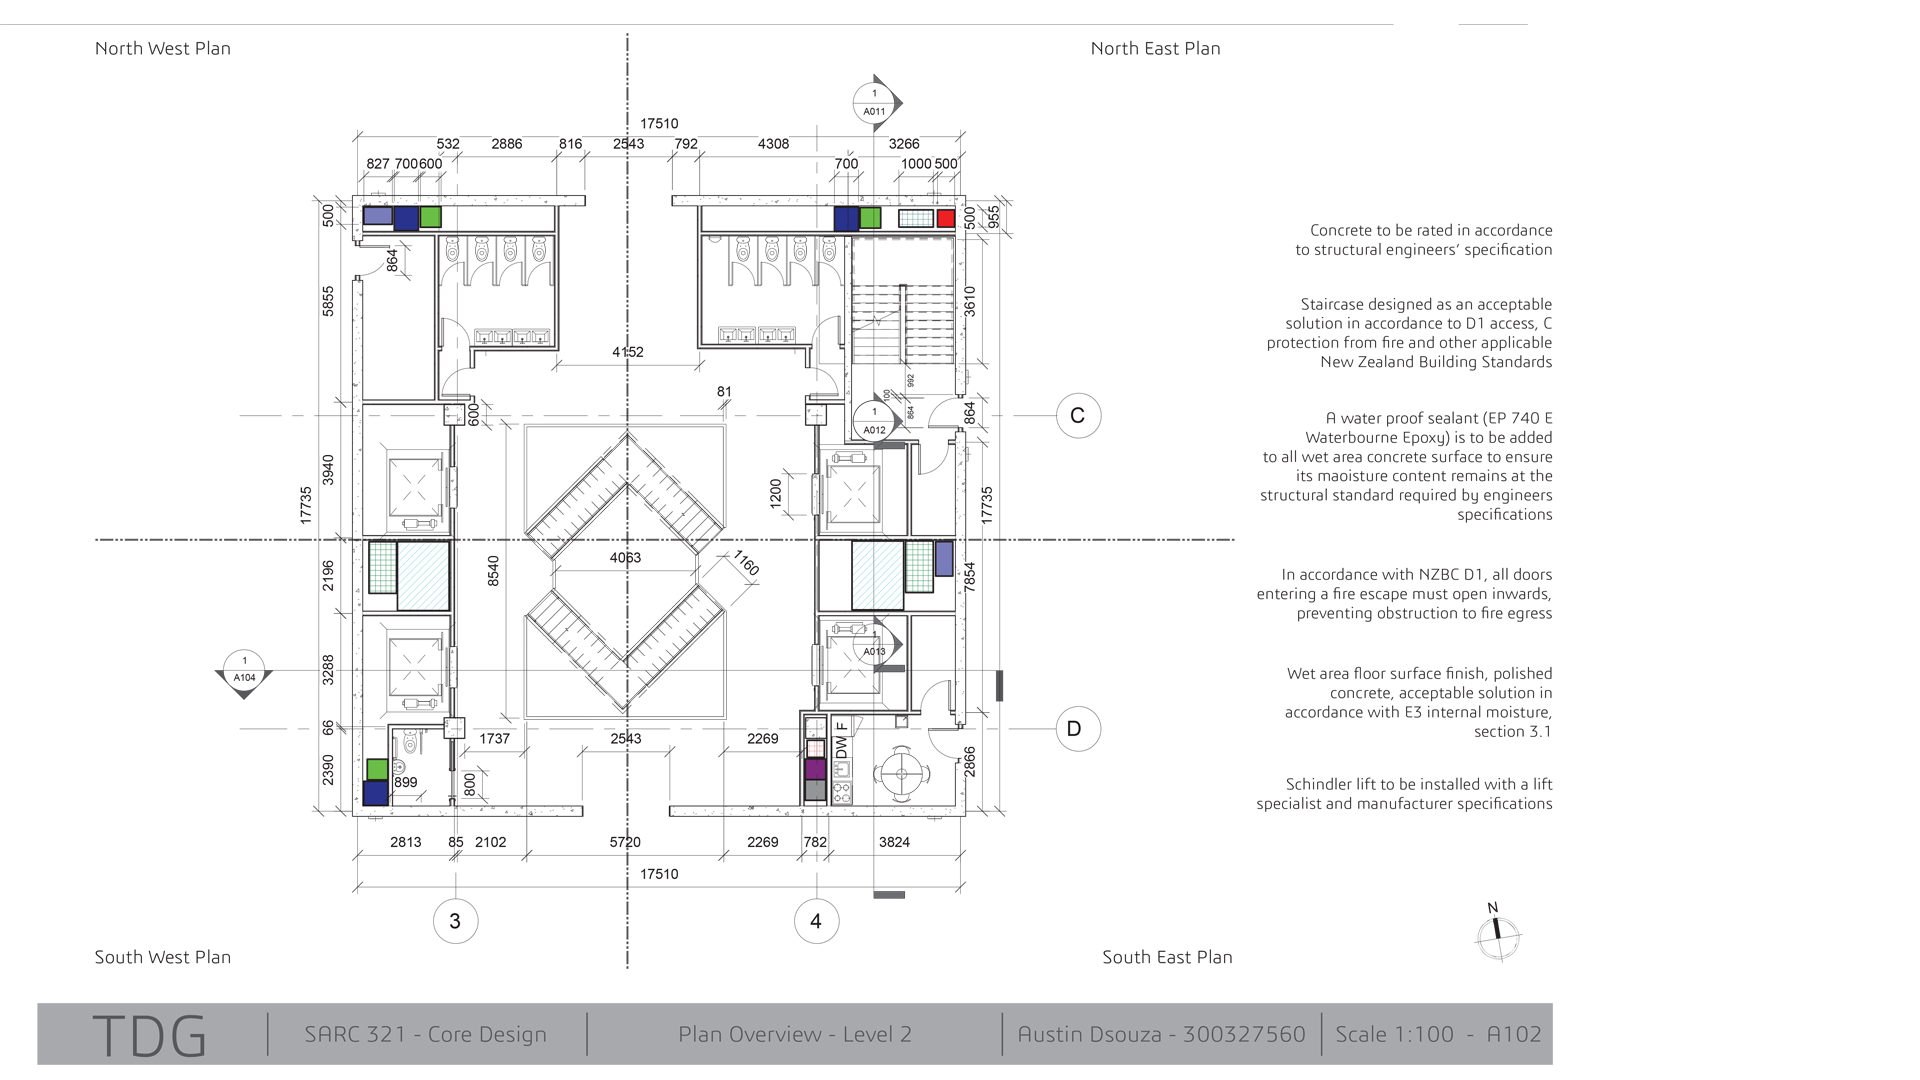 North West Plan
North East Plan
1
A011
17510
532 2886 816 2543 792 4308 3266
827 700 600 700 1000 500
500
500
955
864
5855
3610
4152
992
100
864
81
600
1
A012
864
C
3940
1200
17735
17735
8540
4063
1160
2196
7854
1
A013
1
A104
3288
66
1737
2543
2269
DW F
D
2390
899
800
2866
2813 85 2102 5720 2269 782 3824
17510
3
4
Concrete to be rated in accordance
to structural engineers' specification
Staircase designed as an acceptable
solution in accordance to D1 access, C
protection from fire and other applicable
New Zealand Building Standards
A water proof sealant (EP 740 E
Waterbourne Epoxy) is to be added
to all wet area concrete surface to ensure
its maoisture content remains at the
structural standard required by engineers
specifications
In accordance with NZBC D1, all doors
entering a fire escape must open inwards,
preventing obstruction to fire egress
Wet area floor surface finish, polished
concrete, acceptable solution in
accordance with E3 internal moisture,
section 3.1
Schindler lift to be installed with a lift
specialist and manufacturer specifications
N
South West Plan
South East Plan
TDG
SARC 321 - Core Design
Plan Overview - Level 2
Austin Dsouza - 300327560
Scale 1:100 - A102